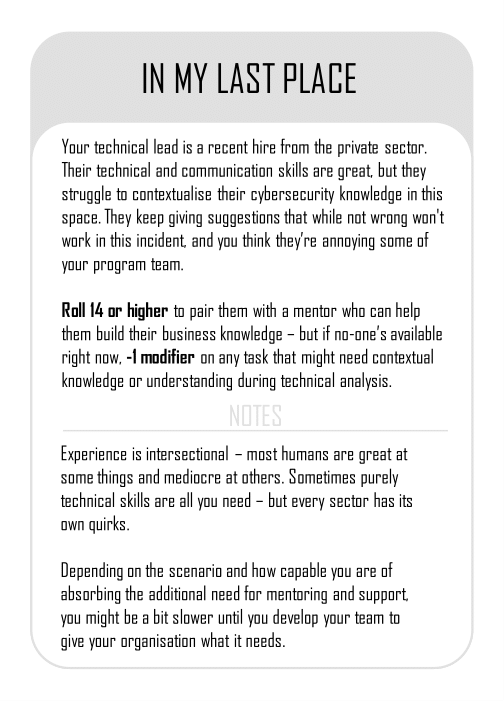 IN MY LAST PLACE
Your technical lead is a recent hire from the private sector.
Their technical and communication skills are great, but they
struggle to contextualise their cybersecurity knowledge in this
space. They keep giving suggestions that while not wrong won't
work in this incident, and you think they’re annoying some of
your program team.
Roll 14 or higher to pair them with a mentor who can help
them build their business knowledge – but if no-one’s available
right now, -1 modifier on any task that might need contextual
knowledge or understanding during technical analysis.
NOTES
Experience is intersectional – most humans are great at
some things and mediocre at others. Sometimes purely
technical skills are all you need – but every sector has its
own quirks.
Depending on the scenario and how capable you are of
absorbing the additional need for mentoring and support,
you might be a bit slower until you develop your team to
give your organisation what it needs.